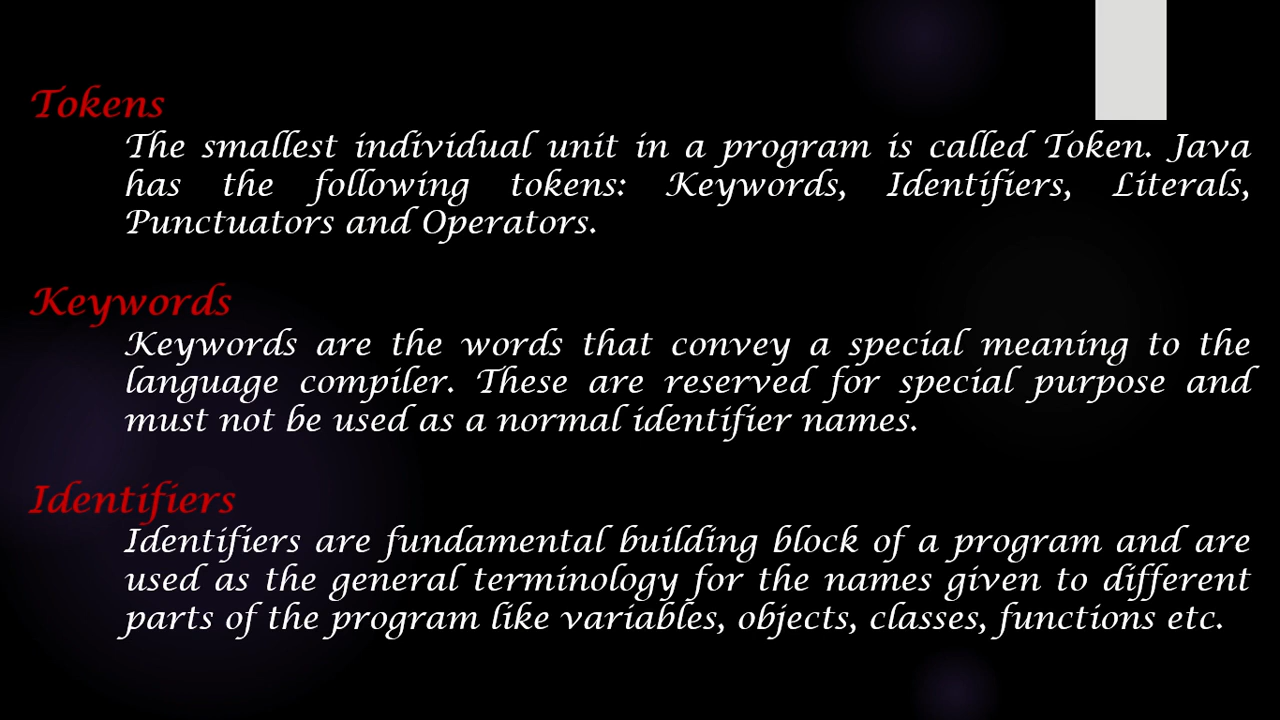 Tokens
The smallest individual unit in a program is called Token. Java
has the following tokens: Keywords, Identifiers, Literals,
Punctuators and Operators.
Keywords
Keywords are the words that convey a special meaning to the
language compiler. These are reserved for special purpose and
must not be used as a normal identifier names.
Identifiers
Identifiers are fundamental building block of a program and are
used as the general terminology for the names given to different
parts of the program like variables, objects, classes, functions etc.